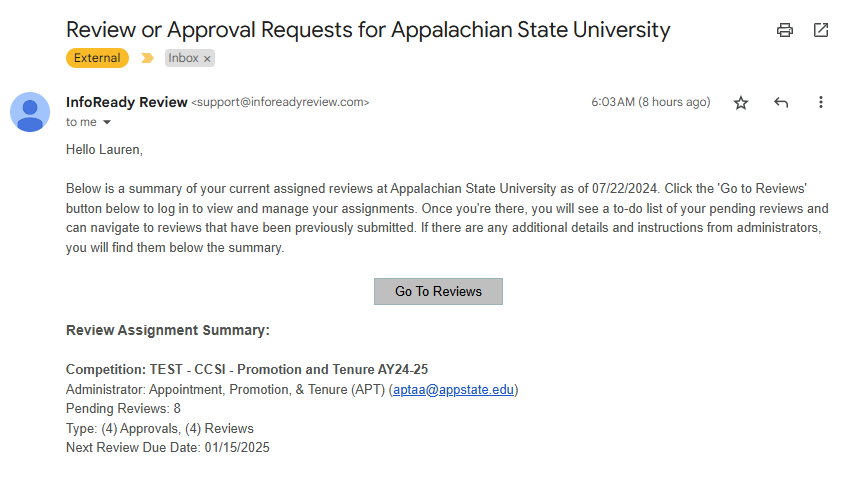 Review or Approval Requests for Appalachian State University
External
Inbox ×
InfoReady Review <support@inforeadyreview.com>
6:03 AM (8 hours ago)
to me
Hello Lauren,
Below is a summary of your current assigned reviews at Appalachian State University as of 07/22/2024. Click the 'Go to Reviews'
button below to log in to view and manage your assignments. Once you're there, you will see a to-do list of your pending reviews and
can navigate to reviews that have been previously submitted. If there are any additional details and instructions from administrators,
you will find them below the summary.
Go To Reviews
Review Assignment Summary:
Competition: TEST - CCSI - Promotion and Tenure AY24-25
Administrator: Appointment, Promotion, & Tenure (APT) (aptaa@appstate.edu)
Pending Reviews: 8
Type: (4) Approvals, (4) Reviews
Next Review Due Date: 01/15/2025